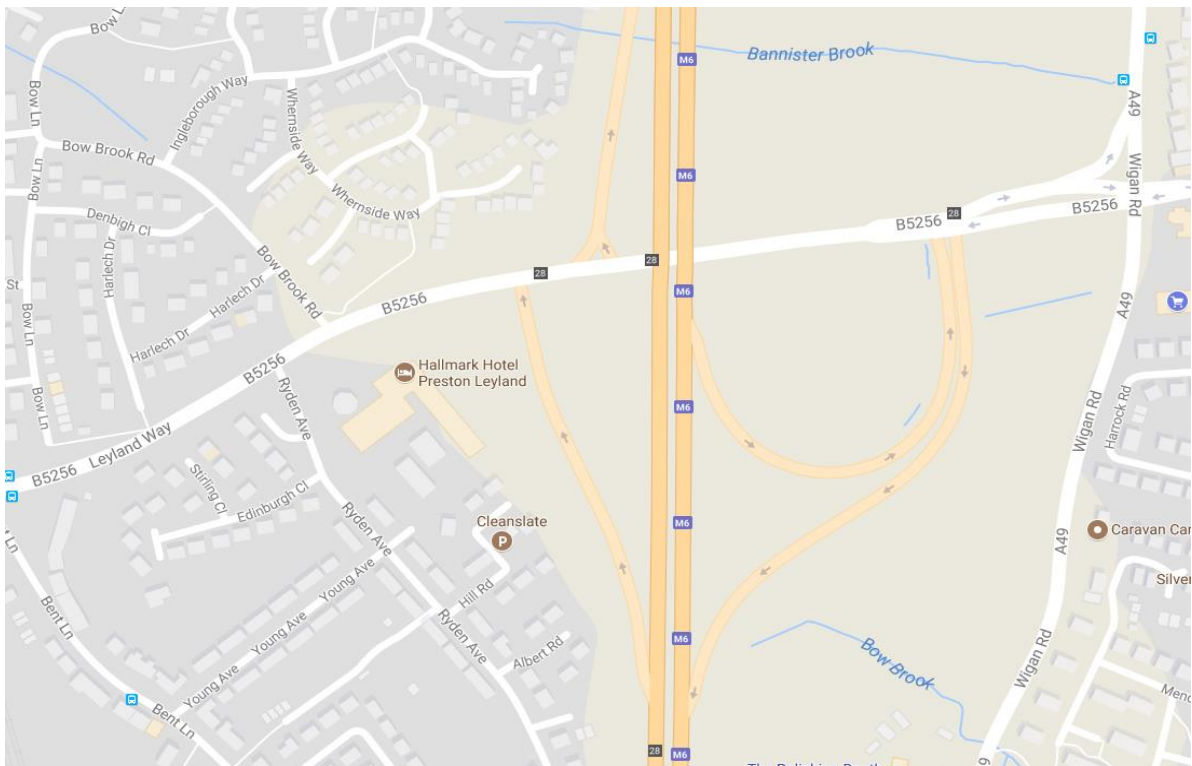 Bow L
Bannister Brook
M6
A49
Bow Ln
Ingleborough Way
Whernside Way
Bow Brook Rd
M6
Wigan Rd
Bow Ln
Whernside Way
Denbigh Cl
B5256
28
B5256
Harlech Dr
Bow Brook Rd
28
28
St
Harlech Dr
M6
B5256
A49
Bow Ln
Harlech Dr
B5256
Hallmark Hotel
Preston Leyland
Ryden Ave
M6
Bow Ln
Wigan Rd
Harrock Rd
B5256
Leyland Way
Stirling Cl
Edinburgh Cl
Ryden Ave
Cleanslate
P
M6
A49
Caravan Car
t Ln
Young Ave
Hill Rd
Silver
Bent Ln
Young Ave
Ryden Ave
Albert Rd
M6
Bow Brook
Wigan Rd
Young Ave
Mend
Bent Ln
28
M6
9